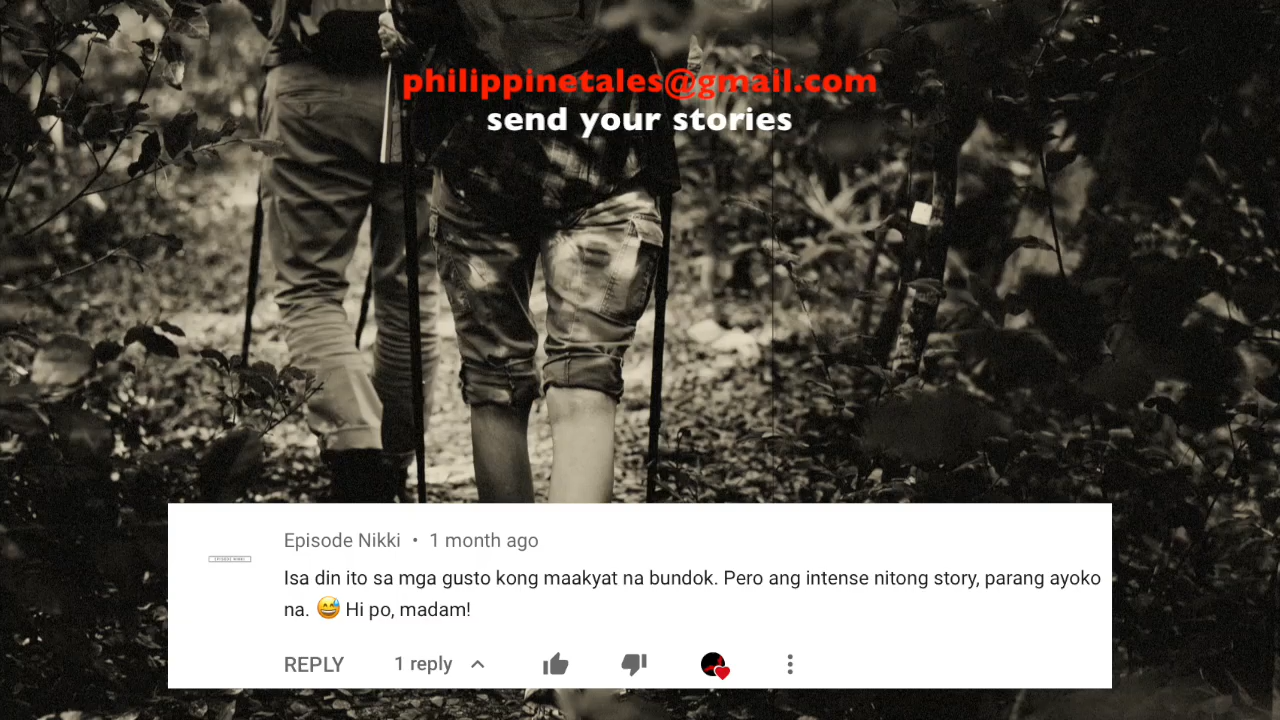 philippinetales@gmail.com
send your stories
Episode Nikki • 1 month ago
Isa din ito sa mga gusto kong maakyat na bundok. Pero ang intense nitong story, parang ayoko
na. 😅 Hi po, madam!
REPLY 1 reply